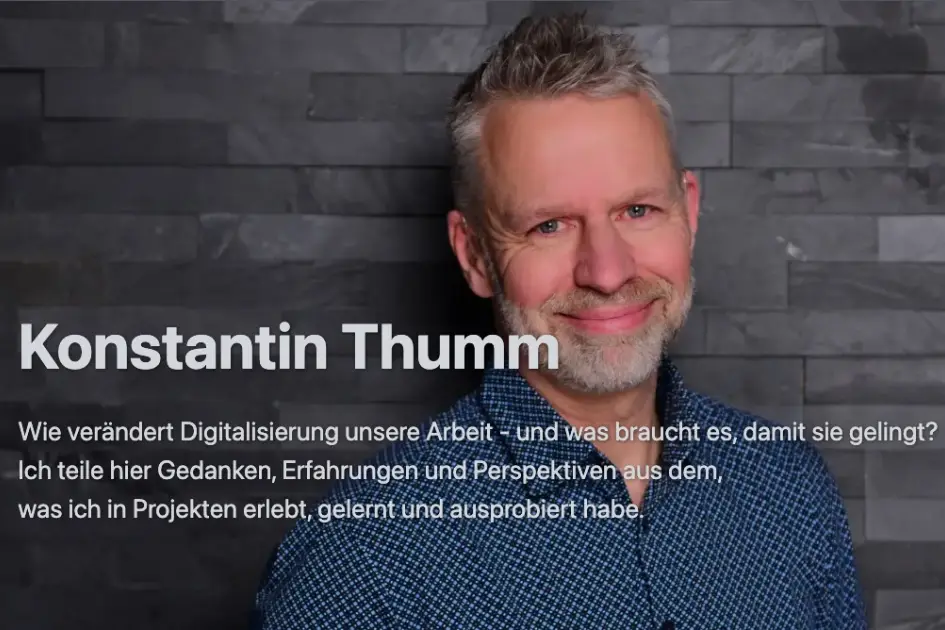 Konstantin Thumm
Wie verändert Digitalisierung unsere Arbeit - und was braucht es, damit sie gelingt?
Ich teile hier Gedanken, Erfahrungen und Perspektiven aus dem,
was ich in Projekten erlebt, gelernt und ausprobiert habe.